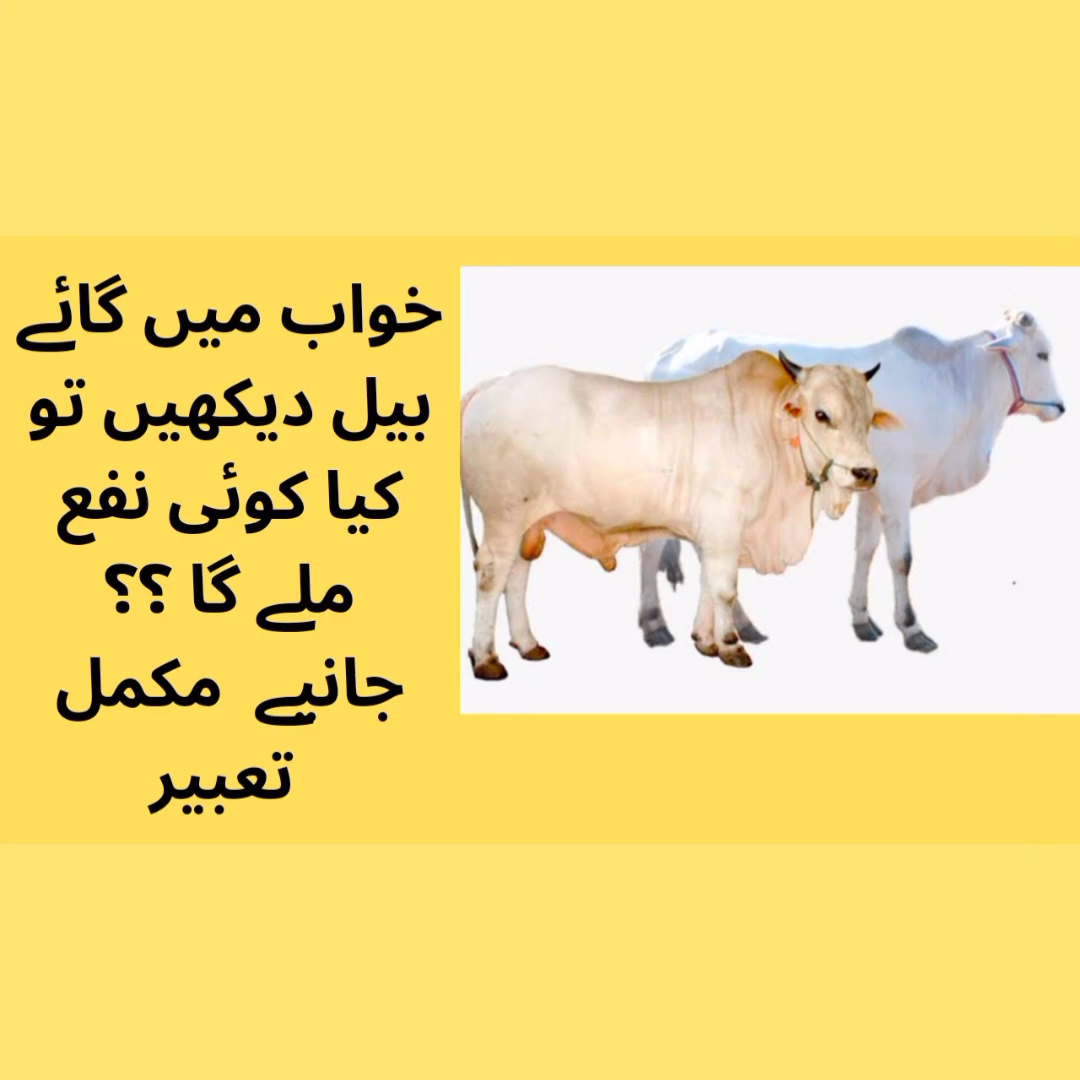 خواب میں گائے
بیل دیکھیں تو
کیا کوئی نفع
ملے گا ؟؟
جانیے مکمل
تعبیر